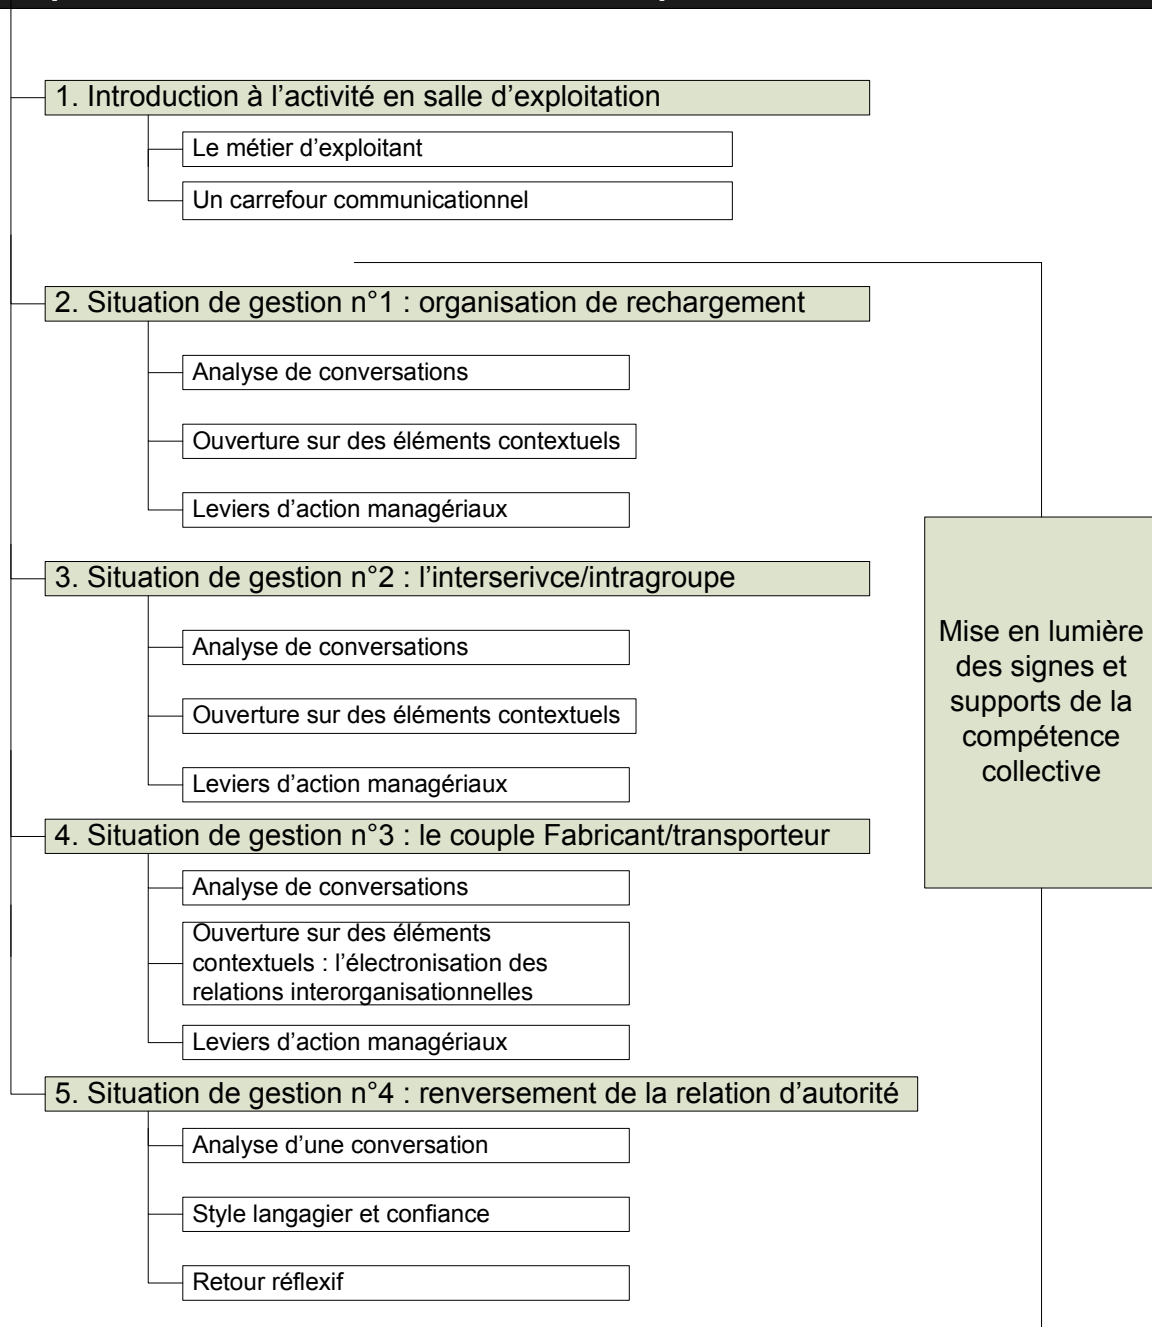 1. Introduction à l’activité en salle d’exploitation
Le métier d’exploitant
Un carrefour communicationnel
2. Situation de gestion n°1 : organisation de rechargement
Analyse de conversations
Ouverture sur des éléments contextuels
Leviers d’action managériaux
3. Situation de gestion n°2 : l’interserivce/intragroupe
Analyse de conversations
Ouverture sur des éléments contextuels
Leviers d’action managériaux
Mise en lumière
des signes et
supports de la
compétence
collective
4. Situation de gestion n°3 : le couple Fabricant/transporteur
Analyse de conversations
Ouverture sur des éléments
contextuels : l’électronisation des
relations interorganisationnelles
Leviers d’action managériaux
5. Situation de gestion n°4 : renversement de la relation d’autorité
Analyse d’une conversation
Style langagier et confiance
Retour réflexif